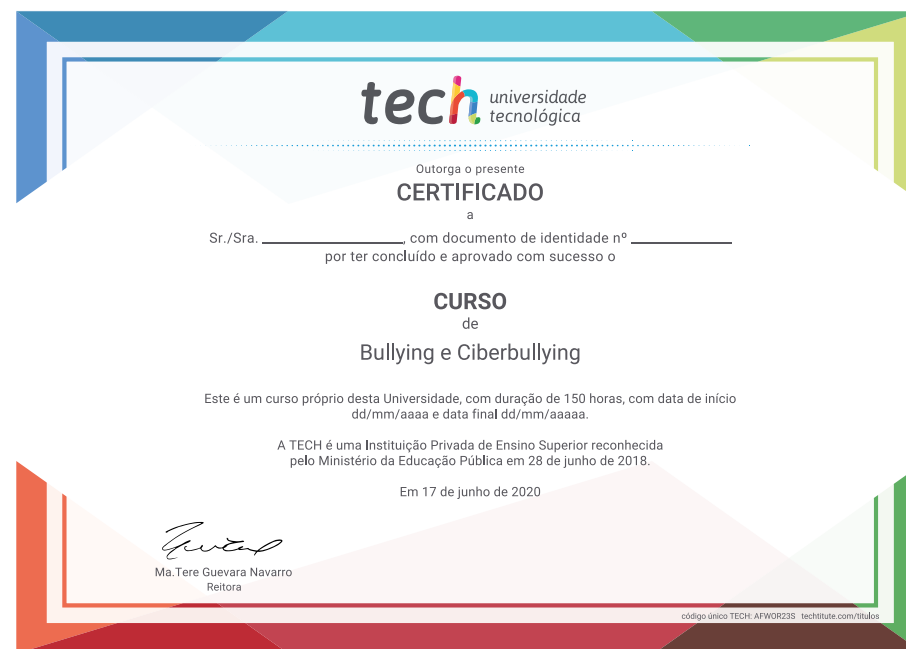 tech universidade
tecnológica
Outorga o presente
CERTIFICADO
a
Sr./Sra. ________________, com documento de identidade nº ____________
por ter concluído e aprovado com sucesso o
CURSO
de
Bullying e Ciberbullying
Este é um curso próprio desta Universidade, com duração de 150 horas, com data de início
dd/mm/aaaa e data final dd/mm/aaaaa.
A TECH é uma Instituição Privada de Ensino Superior reconhecida
pelo Ministério da Educação Pública em 28 de junho de 2018.
Em 17 de junho de 2020
Ma.Tere Guevara Navarro
Reitora
código único TECH: AFWOR23S techtitute.com/titulos